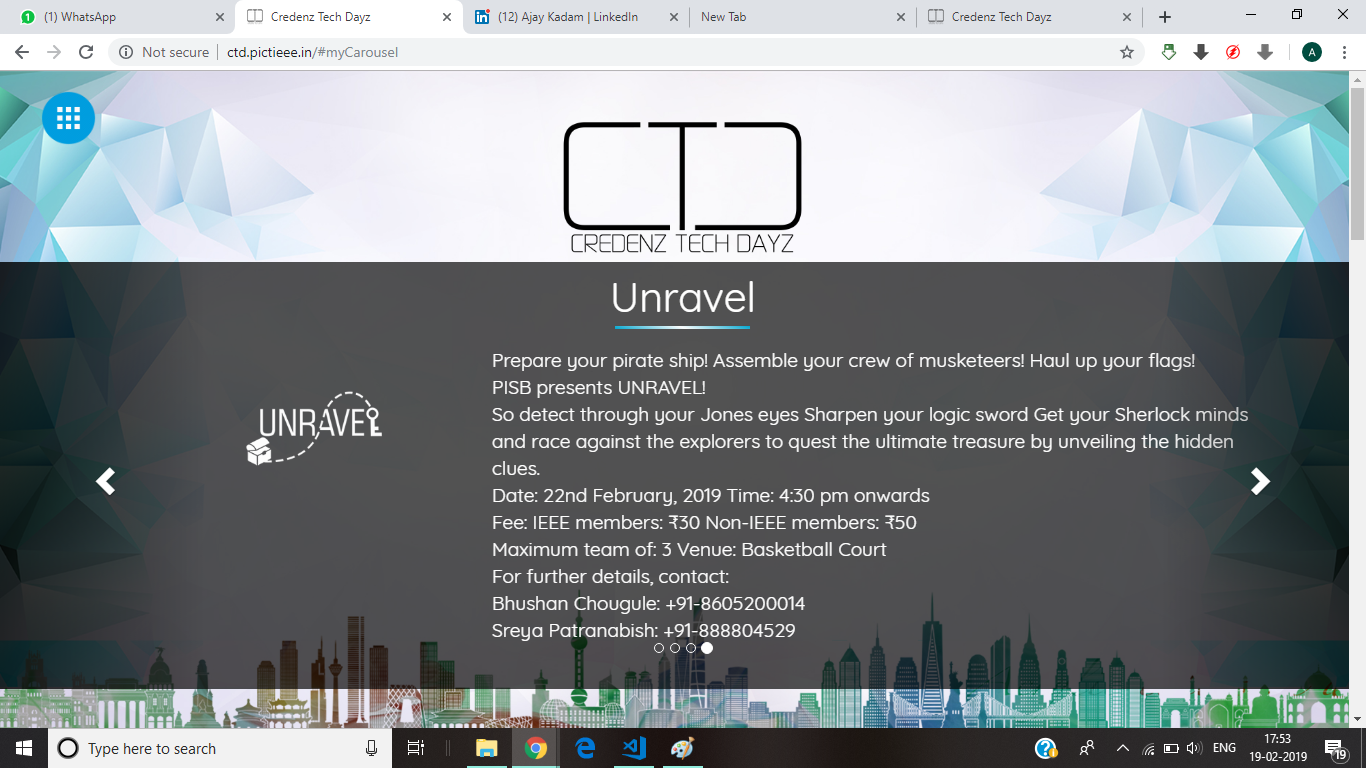 (1) WhatsApp
Credenz Tech Dayz
(12) Ajay Kadam | LinkedIn
New Tab
Credenz Tech Dayz
Not secure
ctd.pictieee.in/#myCarousel
A
CTD
CREDENZ TECH DAYZ
Unravel
UNRAVEL
Prepare your pirate ship! Assemble your crew of musketeers! Haul up your flags!
PISB presents UNRAVEL!
So detect through your Jones eyes Sharpen your logic sword Get your Sherlock minds
and race against the explorers to quest the ultimate treasure by unveiling the hidden
clues.
Date: 22nd February, 2019 Time: 4:30 pm onwards
Fee: IEEE members: ₹30 Non-IEEE members: ₹50
Maximum team of: 3 Venue: Basketball Court
For further details, contact:
Bhushan Chougule: +91-8605200014
Sreya Patranabish: +91-888804529
Type here to search
ENG
17:53
19-02-2019
19